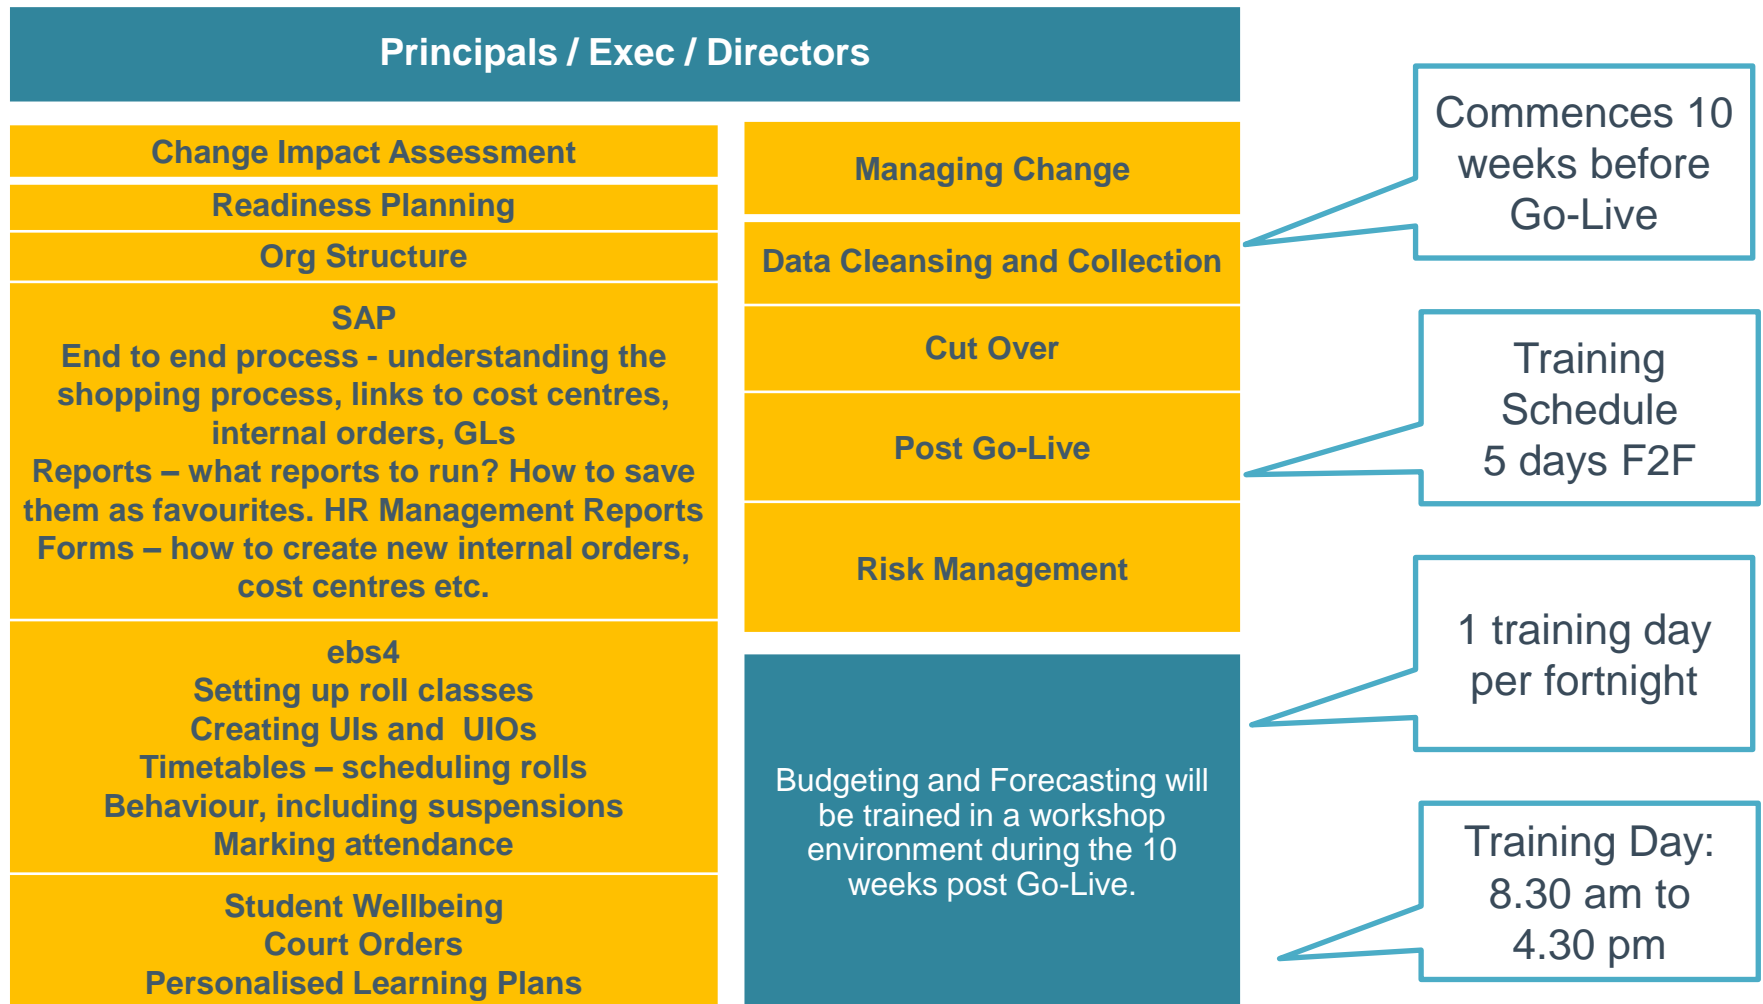 Principals / Exec / Directors
Change Impact Assessment
Readiness Planning
Org Structure
SAP
End to end process - understanding the
shopping process, links to cost centres,
internal orders, GLs
Reports – what reports to run? How to save
them as favourites. HR Management Reports
Forms – how to create new internal orders,
cost centres etc.
ebs4
Setting up roll classes
Creating UIs and  UIOs
Timetables – scheduling rolls
Behaviour, including suspensions
Marking attendance
Student Wellbeing
Court Orders
Personalised Learning Plans
Managing Change
Data Cleansing and Collection
Cut Over
Post Go-Live
Risk Management
Budgeting and Forecasting will
be trained in a workshop
environment during the 10
weeks post Go-Live.
Commences 10
weeks before
Go-Live
Training
Schedule
5 days F2F
1 training day
per fortnight
Training Day:
8.30 am to
4.30 pm